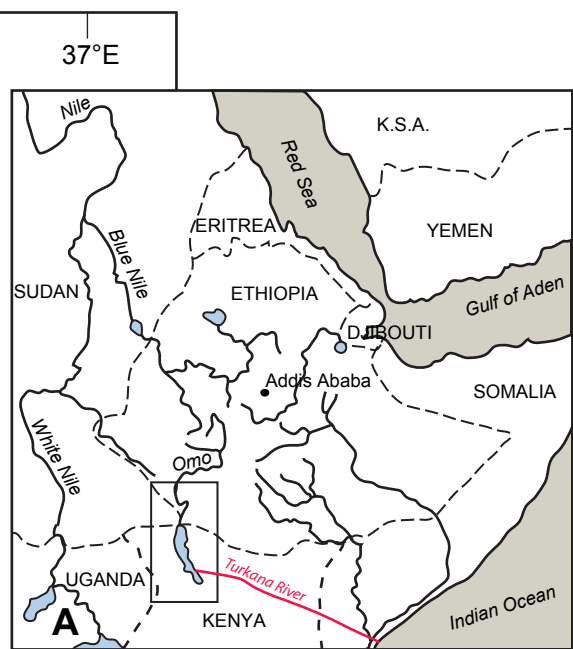 37°E
Nile
K.S.A.
Red Sea
ERITREA
YEMEN
Blue Nile
SUDAN
ETHIOPIA
Gulf of Aden
DJIBOUTI
Addis Ababa
SOMALIA
White Nile
Omo
Turkana River
UGANDA
Indian Ocean
A
KENYA